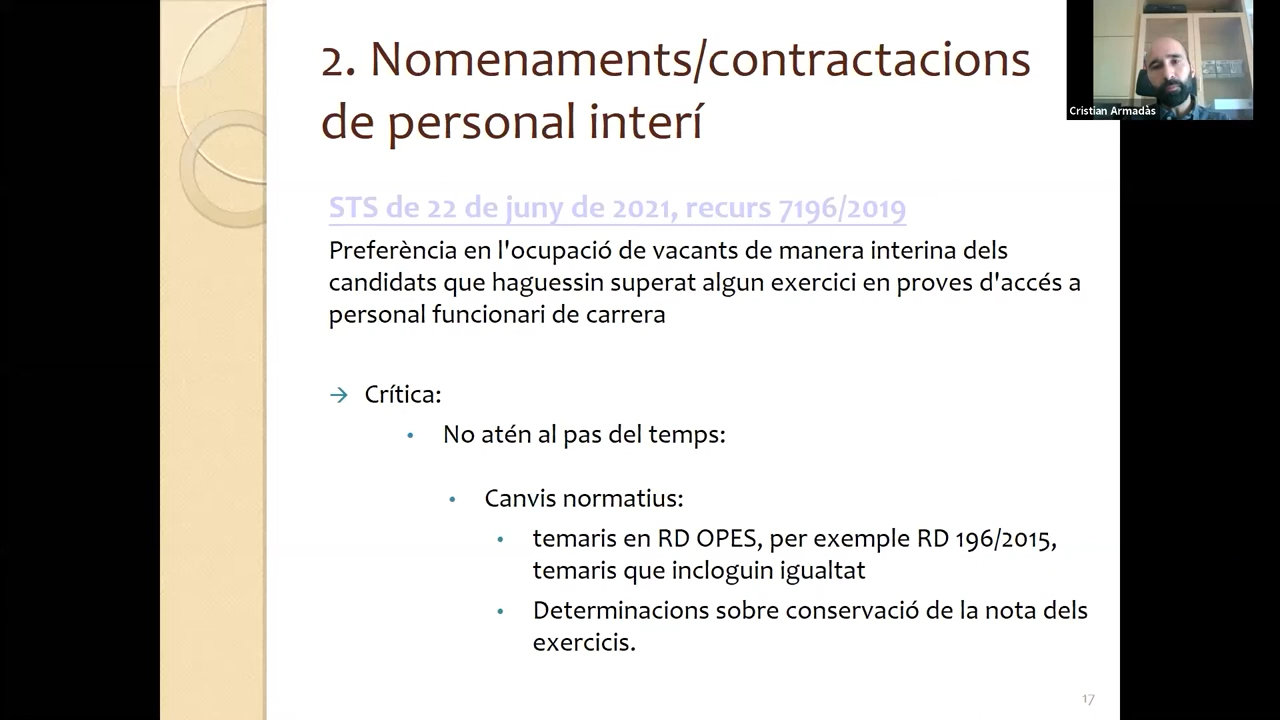 2. Nomenaments/contractacions
de personal interí
Cristian Armadàs
STS de 22 de juny de 2021, recurs 7196/2019
Preferència en l'ocupació de vacants de manera interina dels
candidats que haguessin superat algun exercici en proves d'accés a
personal funcionari de carrera
→ Crítica:
• No atén al pas del temps:
• Canvis normatius:
• temaris en RD OPES, per exemple RD 196/2015,
temaris que incloguin igualtat
• Determinacions sobre conservació de la nota dels
exercicis.
17